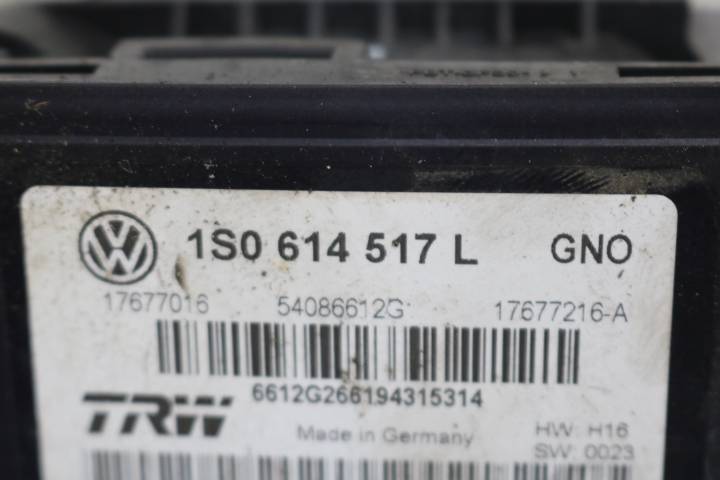 1S0 614 517 L GNO
17677016 54086612G 17677216-A
6612G266194315314
TRW
Made in Germany HW: H16
SW: 0023